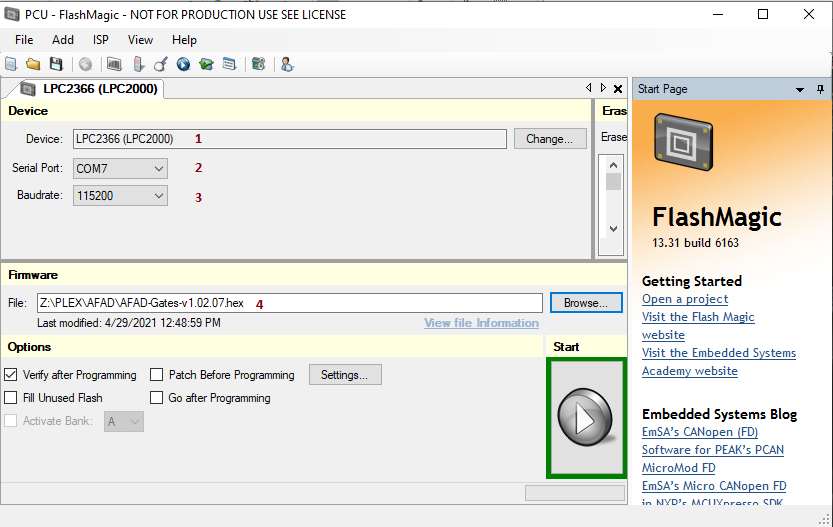 PCU - FlashMagic - NOT FOR PRODUCTION USE SEE LICENSE
File Add ISP View Help
LPC2366 (LPC2000)
Device
Device: LPC2366 (LPC2000) 1 Change...
Serial Port: COM7 2
Baudrate: 115200 3
Eras
Erase
Firmware
File: Z:\PLEX\AFAD\AFAD-Gates-v1.02.07.hex 4 Browse...
Last modified: 4/29/2021 12:48:59 PM View file Information
Options
Verify after Programming Patch Before Programming Settings...
Fill Unused Flash Go after Programming
Activate Bank: A
Start
Start Page
FlashMagic
13.31 build 6163
Getting Started
Open a project
Visit the Flash Magic
website
Visit the Embedded Systems
Academy website
Embedded Systems Blog
EmSA's CANopen (FD)
Software for PEAK's PCAN
MicroMod FD
EmSA's Micro CANopen FD
in NXP's MCUXpresso SDK